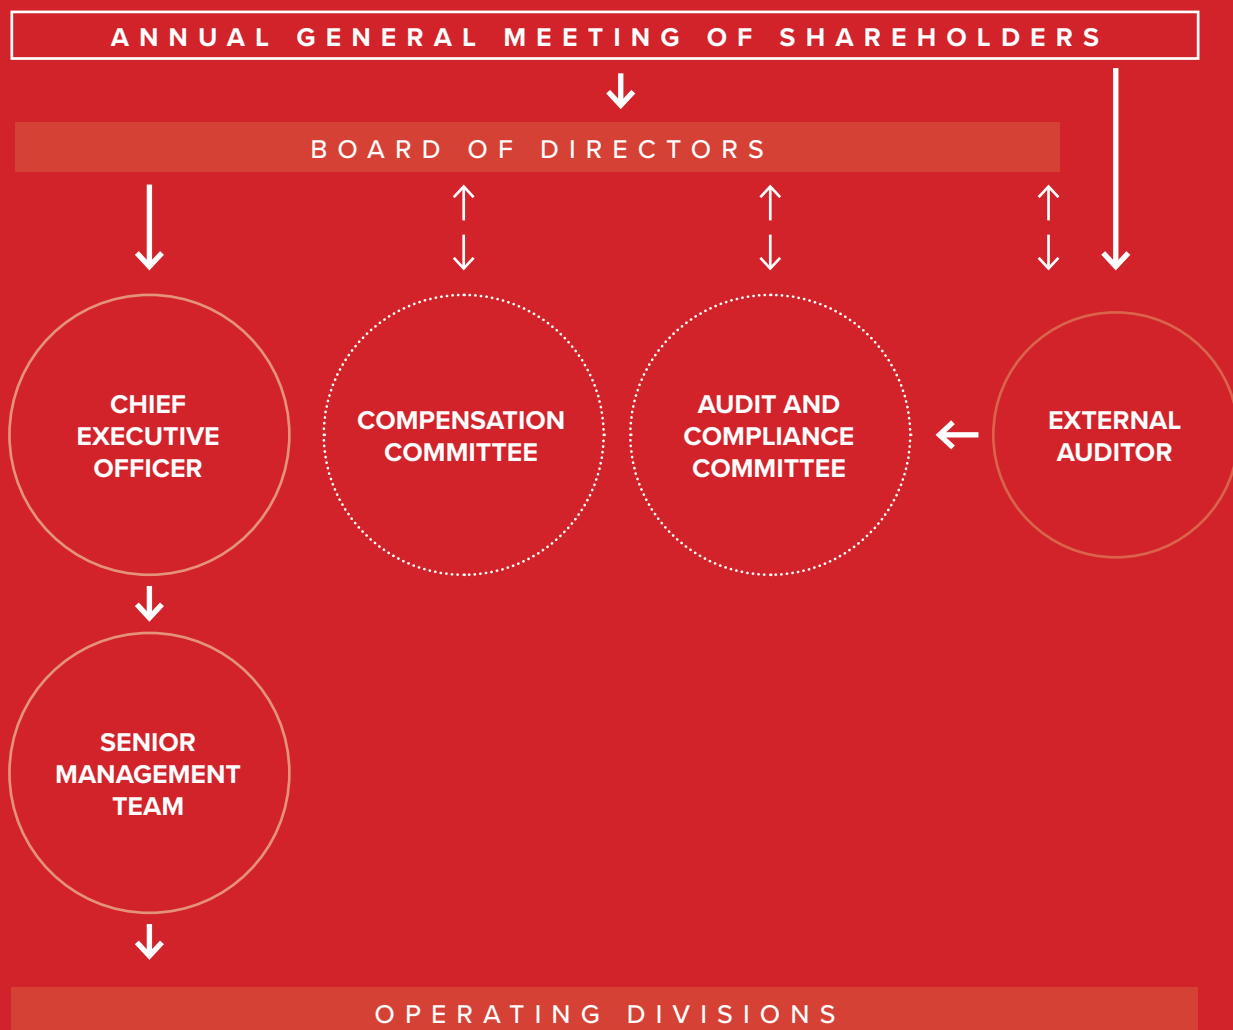 ANNUAL GENERAL MEETING OF SHAREHOLDERS
BOARD OF DIRECTORS
CHIEF
EXECUTIVE
OFFICER
COMPENSATION
COMMITTEE
AUDIT AND
COMPLIANCE
COMMITTEE
EXTERNAL
AUDITOR
SENIOR
MANAGEMENT
TEAM
OPERATING DIVISIONS